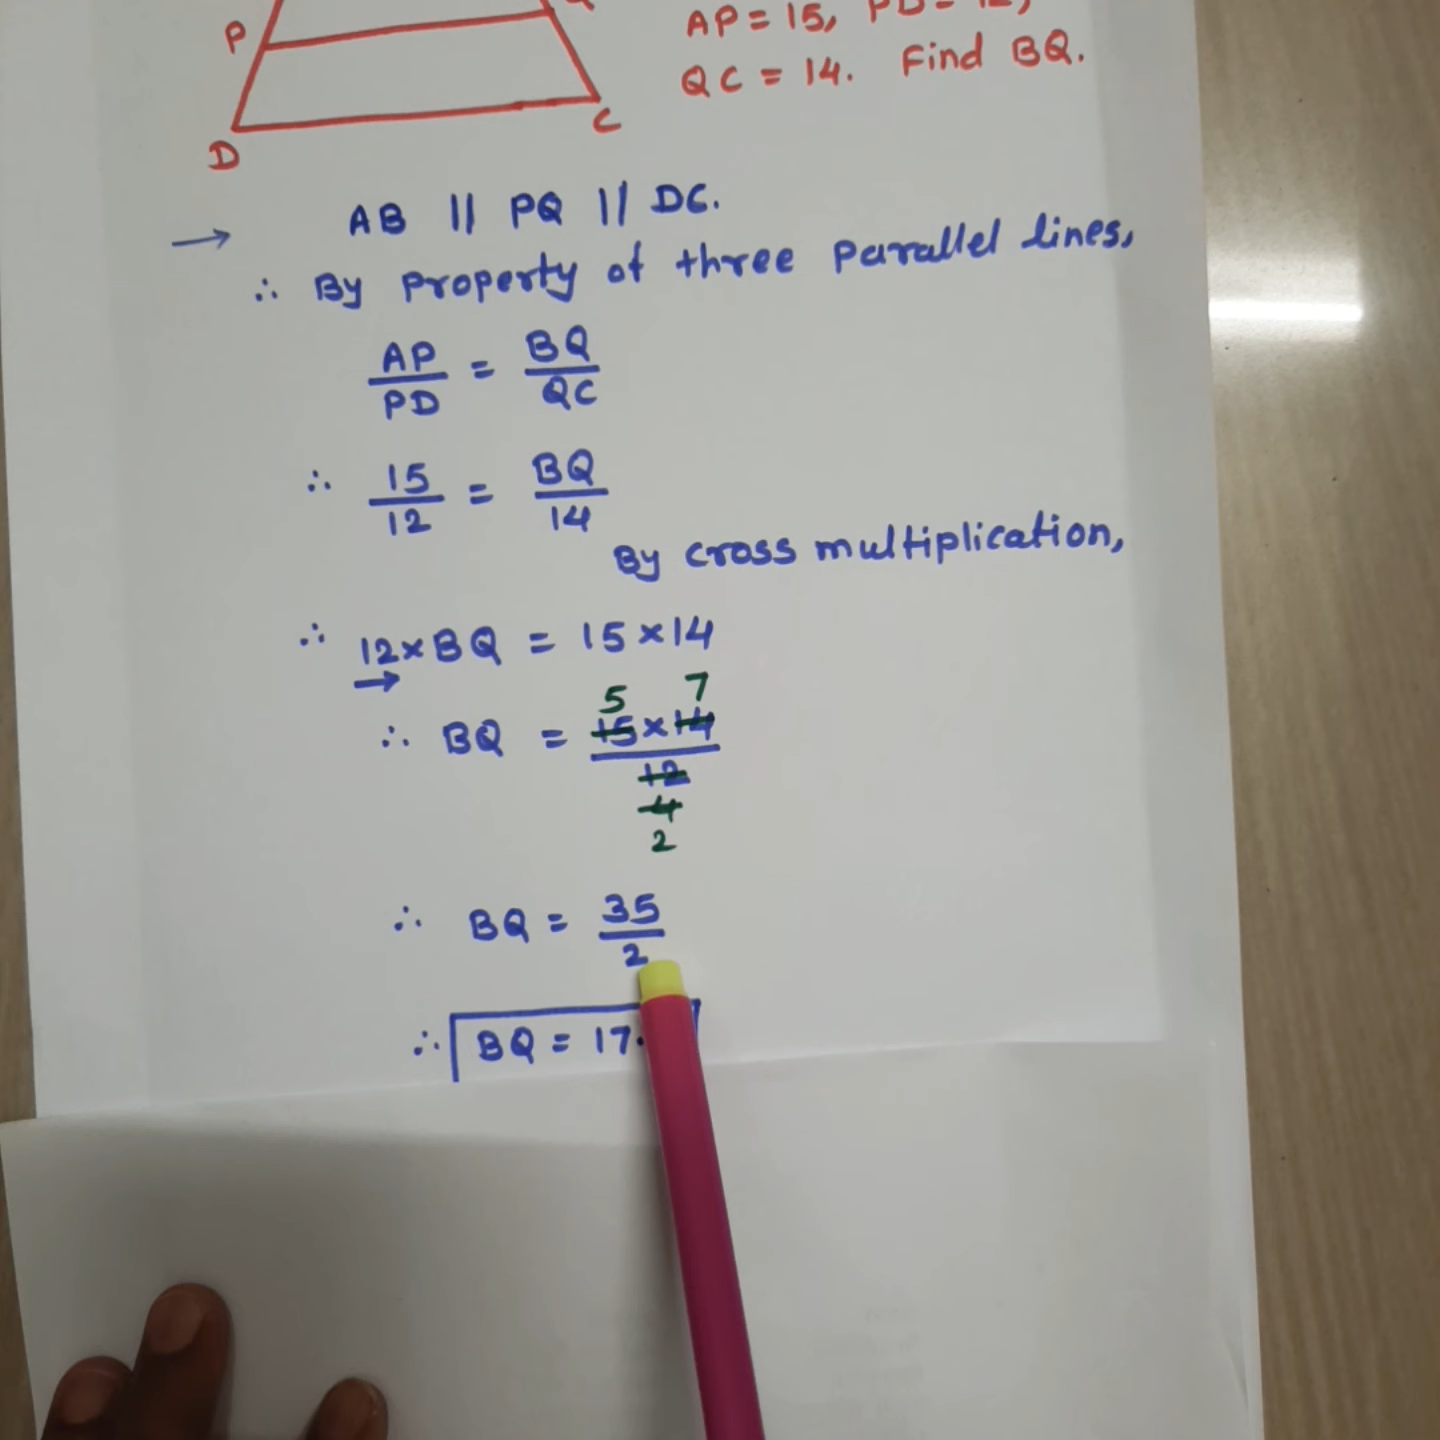 P
AP = 15,
QC = 14. Find BQ.
D
C
→ AB || PQ || DC.
∴ By property of three parallel lines,
AP/PD = BQ/QC
∴ 15/12 = BQ/14
By cross multiplication,
∴ 12×BQ = 15×14
5 7
∴ BQ = 15×14/12
4
2
∴ BQ = 35/2
∴ BQ = 17.